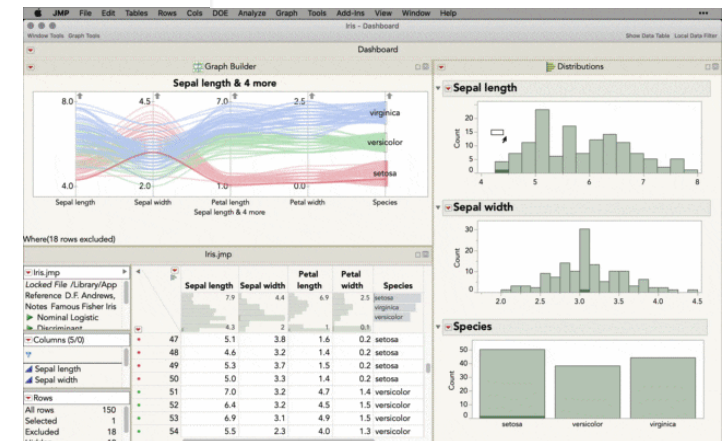 JMP File Edit Tables Rows Cols DOE Analyze Graph Tools Add-Ins View Window Help
Iris - Dashboard
Window Tools Graph Tools
Show Data Table Local Data Filter
Dashboard
Graph Builder
Sepal length & 4 more
8.0 4.5 7.0 2.5
virginica
versicolor
setosa
4.0 2.0 1.0 0.0
Sepal length Sepal width Petal length Petal width Species
Sepal length & 4 more
Where(18 rows excluded)
Iris.jmp
Iris.jmp
Locked File /Library/App
Reference D.F. Andrews,
Notes Famous Fisher Iris
Nominal Logistic
Discriminant
Columns (5/0)
Sepal length
Sepal width
Rows
All rows 150
Selected 1
Excluded 18
Sepal length Sepal width Petal length Petal width Species
7.9 4.4 6.9 2.5 setosa
virginica
versicolor
4.3 2 1 0.1
47 5.1 3.8 1.6 0.2 setosa
48 4.6 3.2 1.4 0.2 setosa
49 5.3 3.7 1.5 0.2 setosa
50 5.0 3.3 1.4 0.2 setosa
51 7.0 3.2 4.7 1.4 versicolor
52 6.4 3.2 4.5 1.5 versicolor
53 6.9 3.1 4.9 1.5 versicolor
54 5.5 2.3 4.0 1.3 versicolor
Distributions
Sepal length
Count
20
15
10
5
0
4 5 6 7 8
Sepal width
Count
30
20
10
0
2.0 2.5 3.0 3.5 4.0 4.5
Species
Count
50
40
30
20
10
0
setosa versicolor virginica